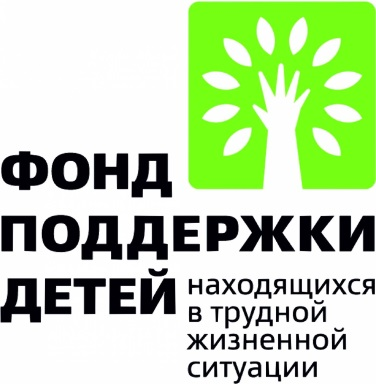 ФОНД
ПОДДЕРЖКИ
ДЕТЕЙ
находящихся
в трудной
жизненной
ситуации